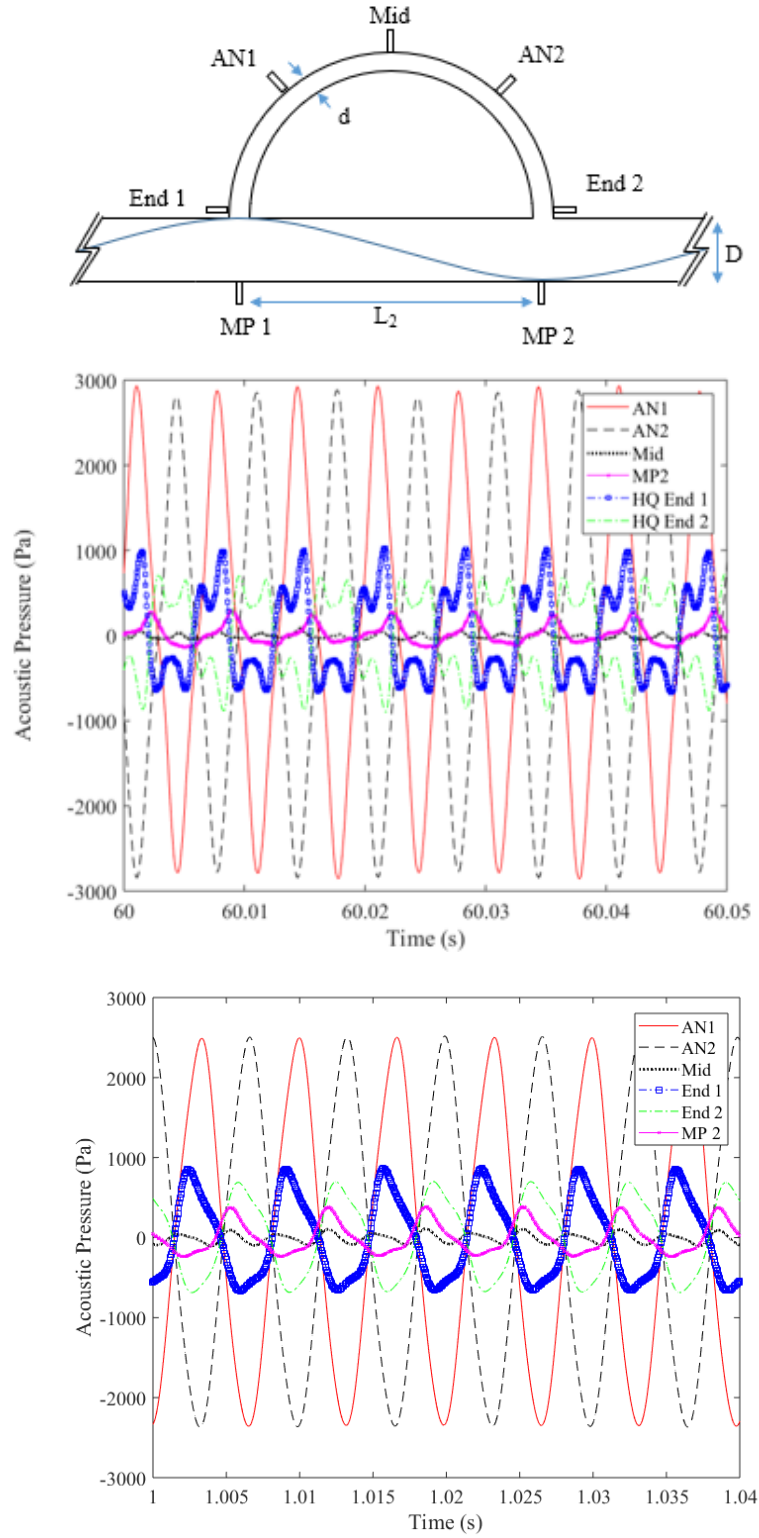 Mid
AN1
AN2
d
End 1
End 2
D
L2
MP 1
MP 2
3000
2000
1000
0
-1000
-2000
-3000
Acoustic Pressure (Pa)
AN1
AN2
Mid
MP2
HQ End 1
HQ End 2
60
60.01
60.02
60.03
60.04
60.05
Time (s)
3000
2000
1000
0
-1000
-2000
-3000
Acoustic Pressure (Pa)
AN1
AN2
Mid
End 1
End 2
MP 2
1
1.005
1.01
1.015
1.02
1.025
1.03
1.035
1.04
Time (s)